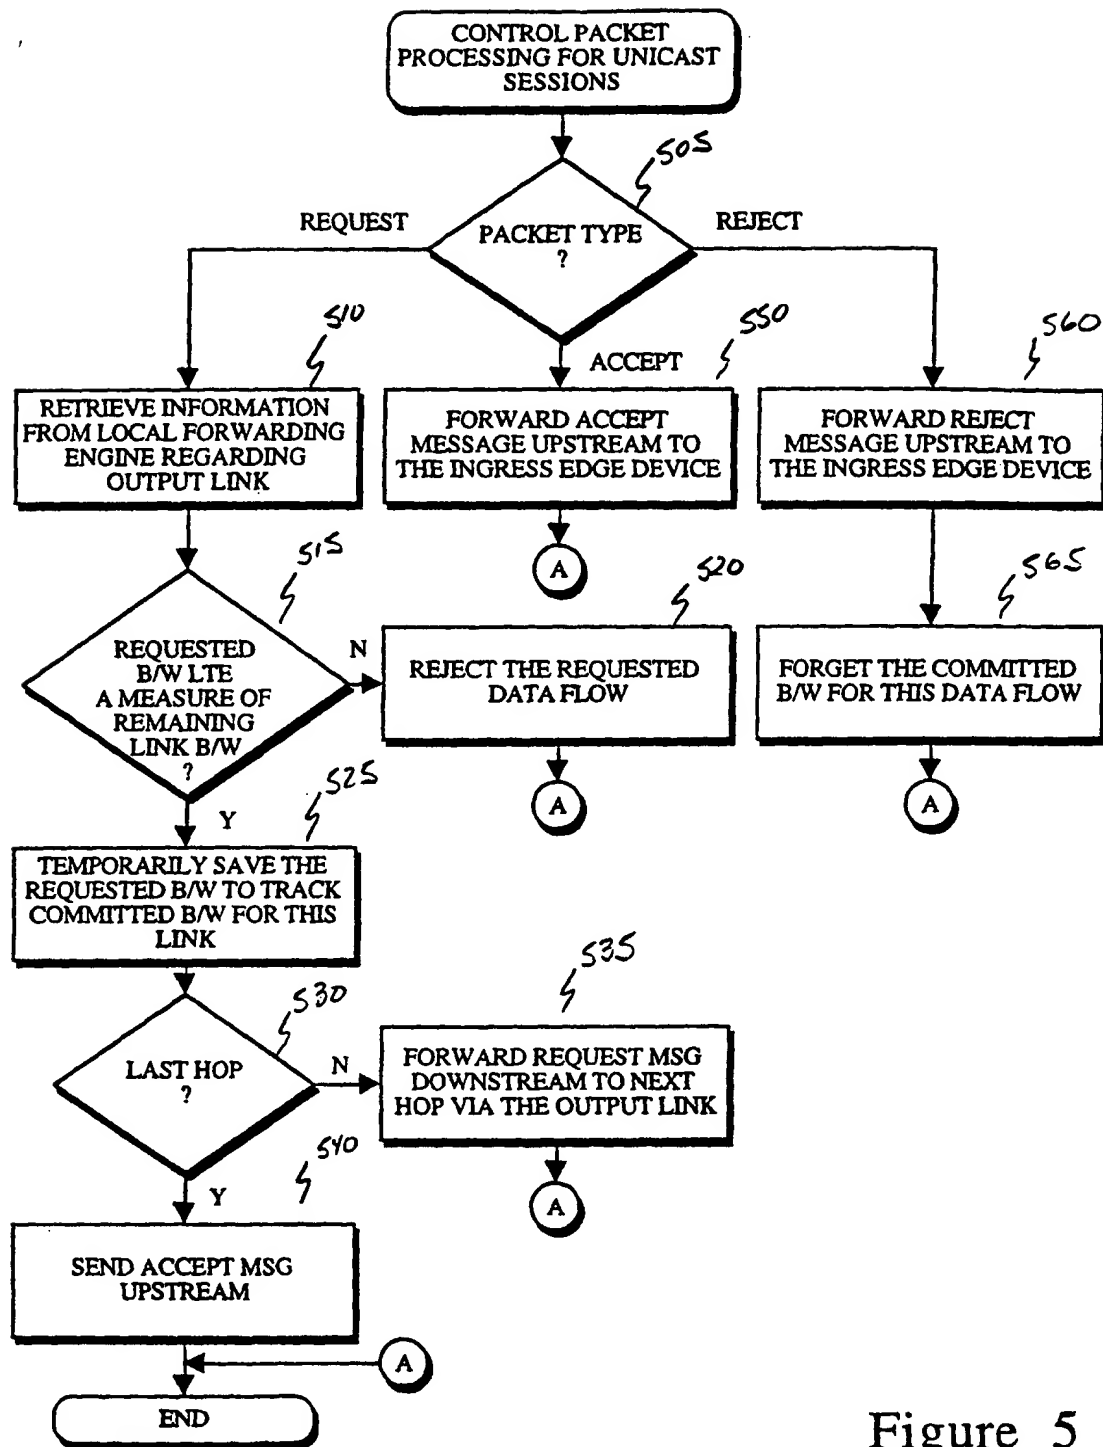 CONTROL PACKET
PROCESSING FOR UNICAST
SESSIONS
505
PACKET TYPE
?
REQUEST
REJECT
ACCEPT
510
RETRIEVE INFORMATION
FROM LOCAL FORWARDING
ENGINE REGARDING
OUTPUT LINK
550
FORWARD ACCEPT
MESSAGE UPSTREAM TO
THE INGRESS EDGE DEVICE
A
560
FORWARD REJECT
MESSAGE UPSTREAM TO
THE INGRESS EDGE DEVICE
515
REQUESTED
B/W LTE
A MEASURE OF
REMAINING
LINK B/W
?
N
Y
520
REJECT THE REQUESTED
DATA FLOW
A
565
FORGET THE COMMITTED
B/W FOR THIS DATA FLOW
A
525
TEMPORARILY SAVE THE
REQUESTED B/W TO TRACK
COMMITTED B/W FOR THIS
LINK
530
LAST HOP
?
N
Y
535
FORWARD REQUEST MSG
DOWNSTREAM TO NEXT
HOP VIA THE OUTPUT LINK
A
540
SEND ACCEPT MSG
UPSTREAM
A
END
Figure 5